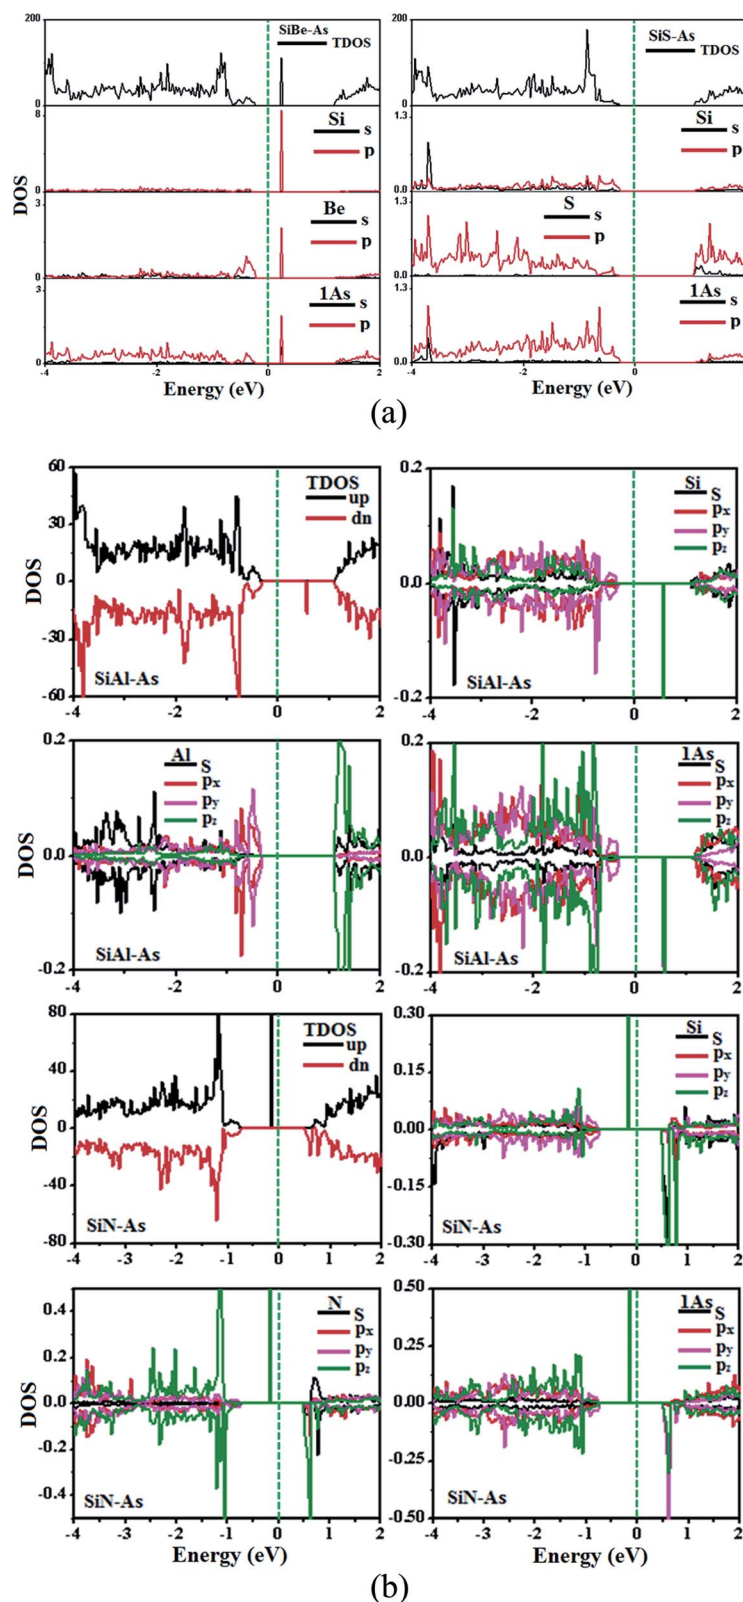 200
SiBe-As
TDOS
0
8
Si
s
p
0
3
Be
s
p
0
3
1As
s
p
0
-4 -2 0 2
Energy (eV)
DOS
200
SiS-As
TDOS
0
1.3
Si
s
p
0.0
1.3
S
s
p
0.0
1.3
1As
s
p
0.0
-4 -3 -2 -1 0 1 2
Energy (eV)
(a)
60
TDOS
up
dn
30
0
-30
-60
DOS
SiAl-As
-4 -2 0 2
0.2
Si
S
px
py
pz
0.0
-0.2
SiAl-As
-4 -3 -2 -1 0 1 2
0.2
Al
S
px
py
pz
0.0
-0.2
DOS
SiAl-As
-4 -2 0 2
0.2
1As
S
px
py
pz
0.0
-0.2
SiAl-As
-4 -3 -2 -1 0 1 2
80
TDOS
up
dn
40
0
-40
-80
DOS
SiN-As
-4 -3 -2 -1 0 1 2
0.30
Si
S
px
py
pz
0.15
0.00
-0.15
-0.30
SiN-As
-4 -3 -2 -1 0 1 2
0.4
N
S
px
py
pz
0.2
0.0
-0.2
-0.4
DOS
SiN-As
-4 -3 -2 -1 0 1 2
Energy (eV)
0.50
1As
S
px
py
pz
0.25
0.00
-0.25
-0.50
SiN-As
-4 -3 -2 -1 0 1 2
Energy (eV)
(b)